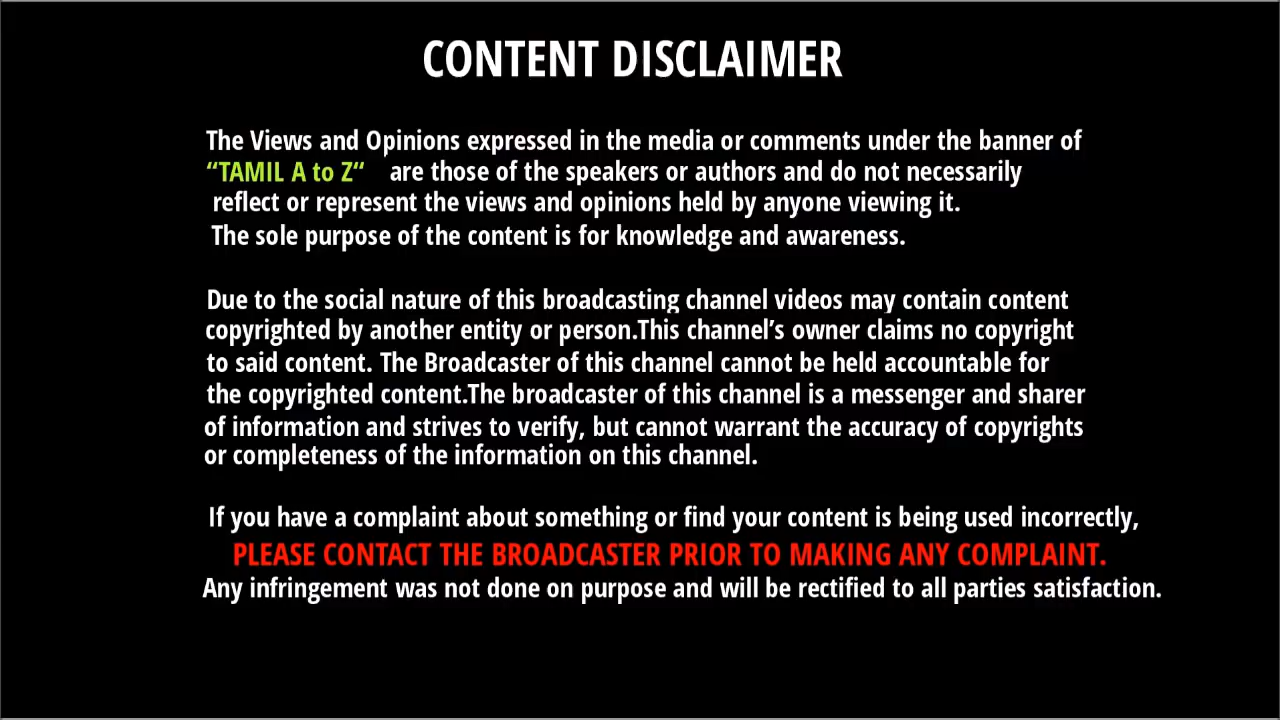 CONTENT DISCLAIMER
The Views and Opinions expressed in the media or comments under the banner of
“TAMIL A to Z“ are those of the speakers or authors and do not necessarily
reflect or represent the views and opinions held by anyone viewing it.
The sole purpose of the content is for knowledge and awareness.
Due to the social nature of this broadcasting channel videos may contain content
copyrighted by another entity or person.This channel’s owner claims no copyright
to said content. The Broadcaster of this channel cannot be held accountable for
the copyrighted content.The broadcaster of this channel is a messenger and sharer
of information and strives to verify, but cannot warrant the accuracy of copyrights
or completeness of the information on this channel.
If you have a complaint about something or find your content is being used incorrectly,
PLEASE CONTACT THE BROADCASTER PRIOR TO MAKING ANY COMPLAINT.
Any infringement was not done on purpose and will be rectified to all parties satisfaction.